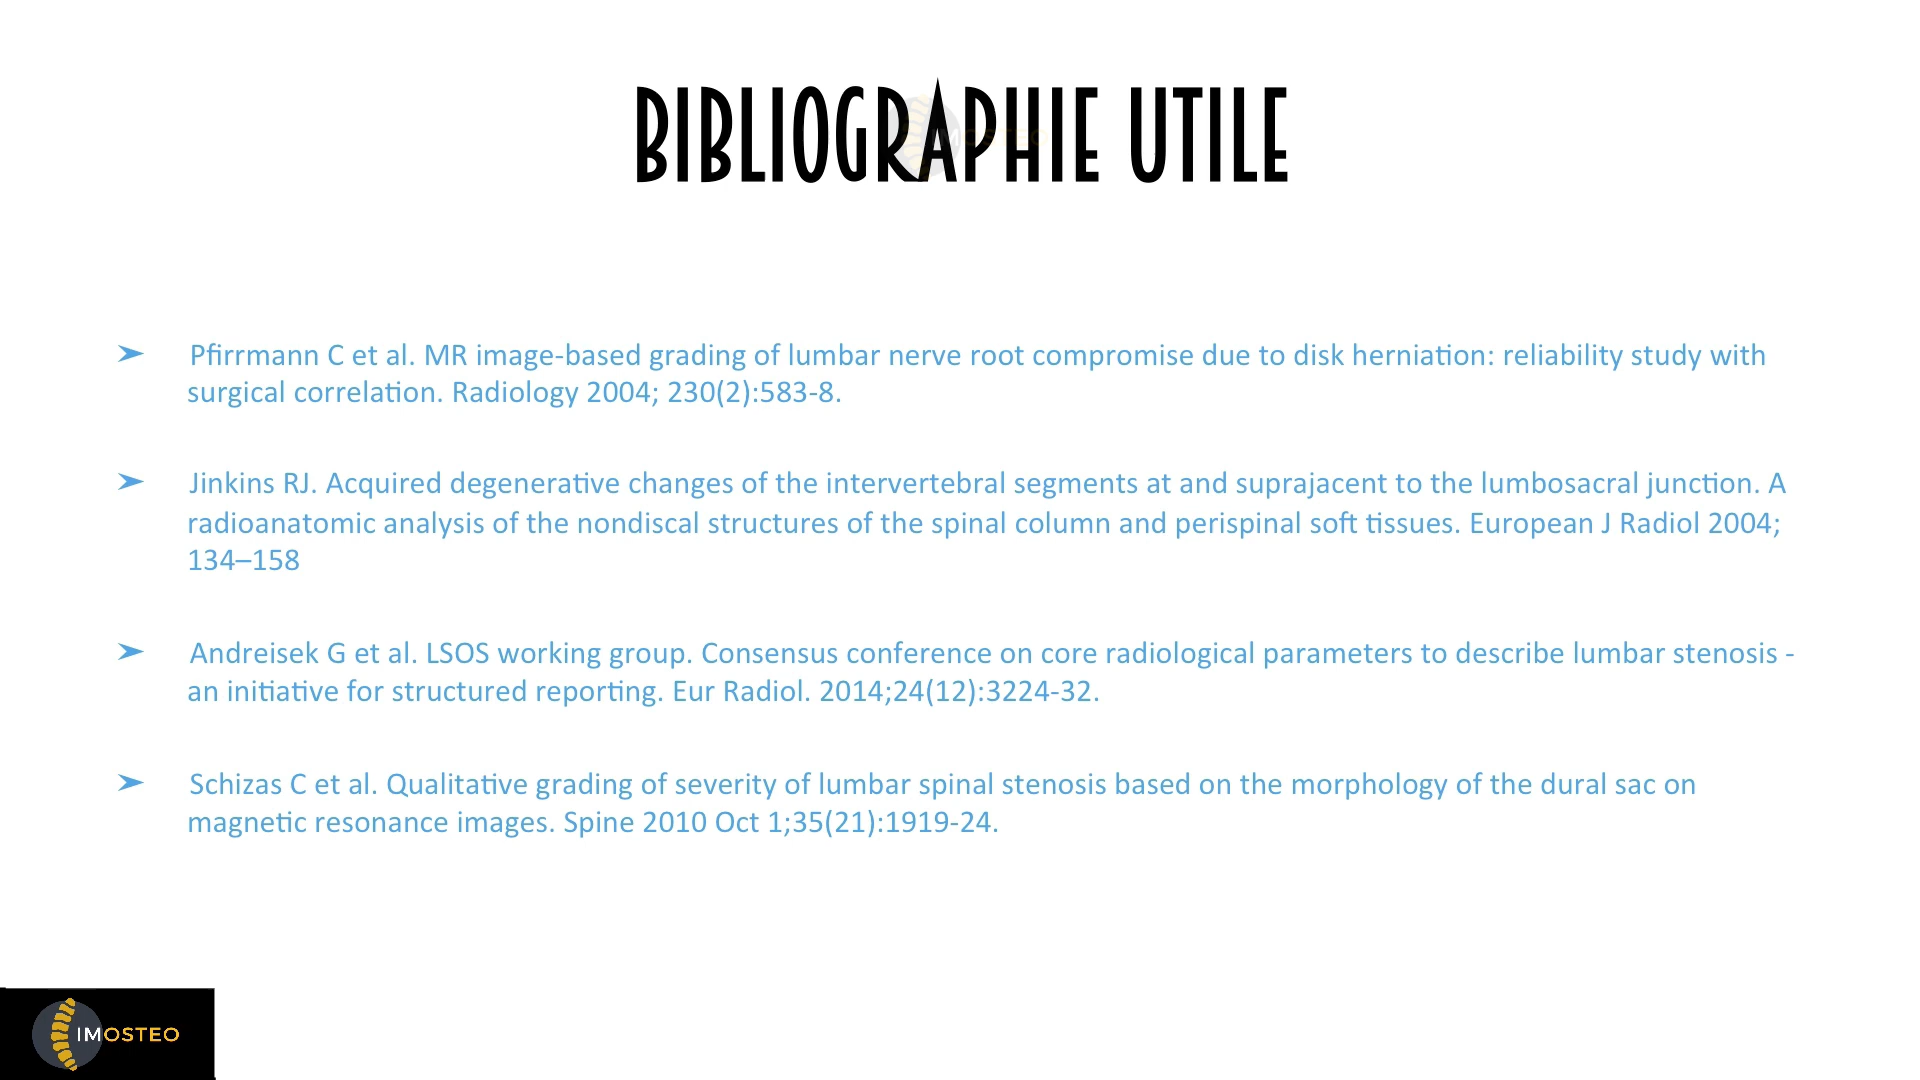 BIBLIOGRAPHIE UTILE
➢ Pfirrmann C et al. MR image-based grading of lumbar nerve root compromise due to disk herniation: reliability study with
surgical correlation. Radiology 2004; 230(2):583-8.
➢ Jinkins RJ. Acquired degenerative changes of the intervertebral segments at and suprajacent to the lumbosacral junction. A
radioanatomic analysis of the nondiscal structures of the spinal column and perispinal soft tissues. European J Radiol 2004;
134–158
➢ Andreisek G et al. LSOS working group. Consensus conference on core radiological parameters to describe lumbar stenosis -
an initiative for structured reporting. Eur Radiol. 2014;24(12):3224-32.
➢ Schizas C et al. Qualitative grading of severity of lumbar spinal stenosis based on the morphology of the dural sac on
magnetic resonance images. Spine 2010 Oct 1;35(21):1919-24.
IMOSTEO